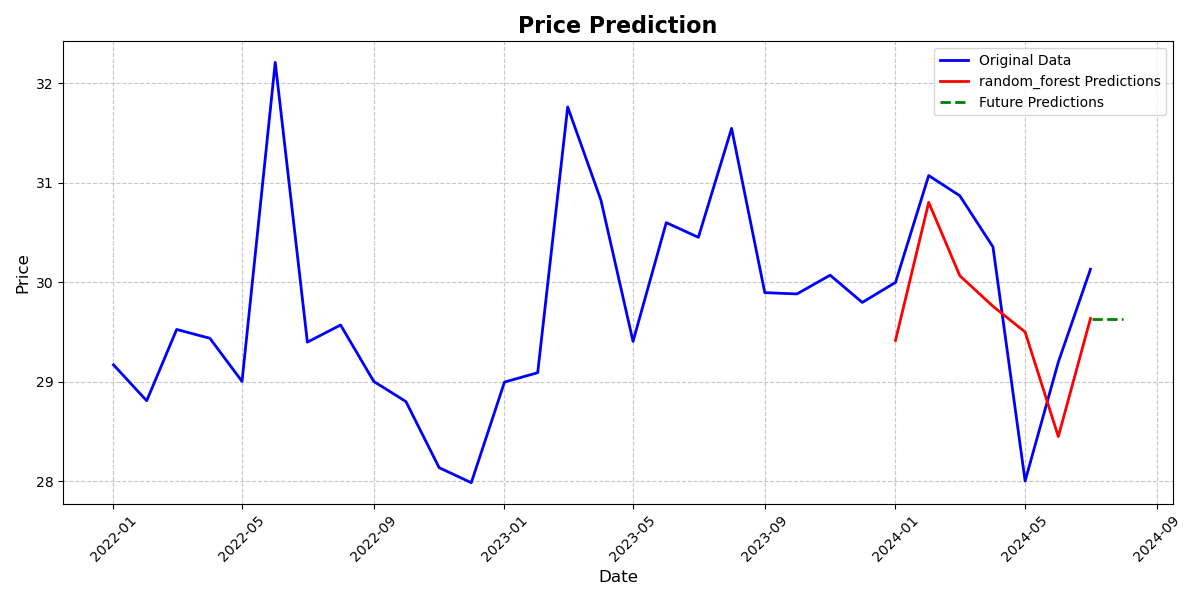 Price Prediction
Original Data
random_forest Predictions
Future Predictions
Price
32
31
30
29
28
2022-01
2022-05
2022-09
2023-01
2023-05
2023-09
2024-01
2024-05
2024-09
Date